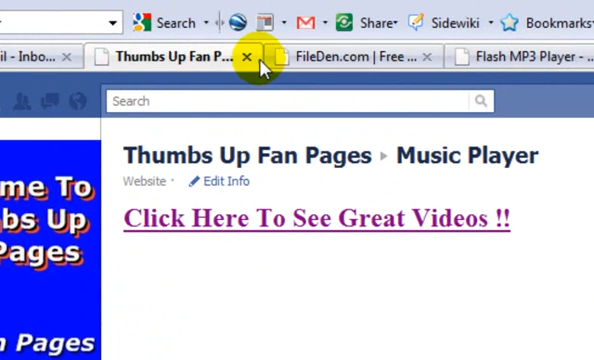 Search Share Sidewiki Bookmarks
il - Inbo... Thumbs Up Fan P... FileDen.com | Free ... Flash MP3 Player - ...
Search
Thumbs Up Fan Pages ▸ Music Player
Website · Edit Info
Click Here To See Great Videos !!
me To
bs Up
Pages
n Pages